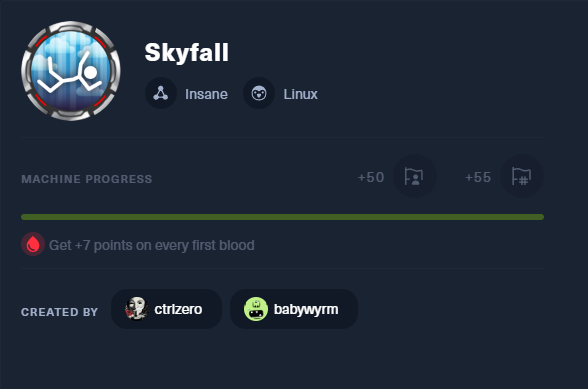 Skyfall
Insane Linux
MACHINE PROGRESS +50 +55
Get +7 points on every first blood
CREATED BY ctrlzero babywyrm